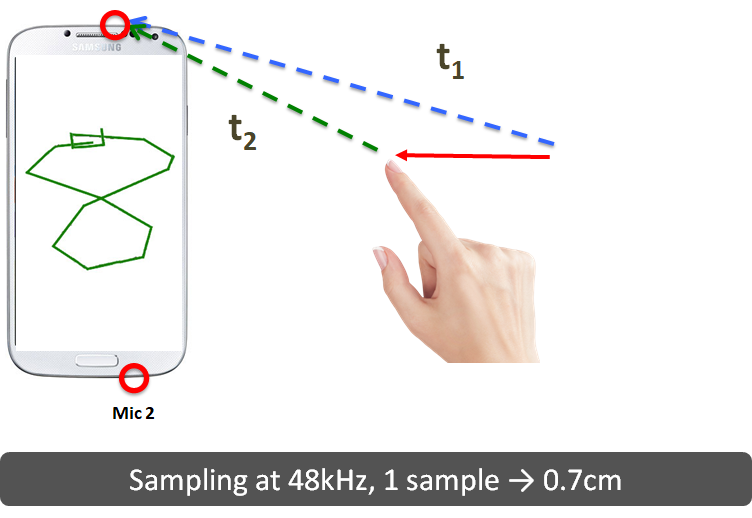 SAMSUNG
t1
t2
Mic 2
Sampling at 48kHz, 1 sample → 0.7cm